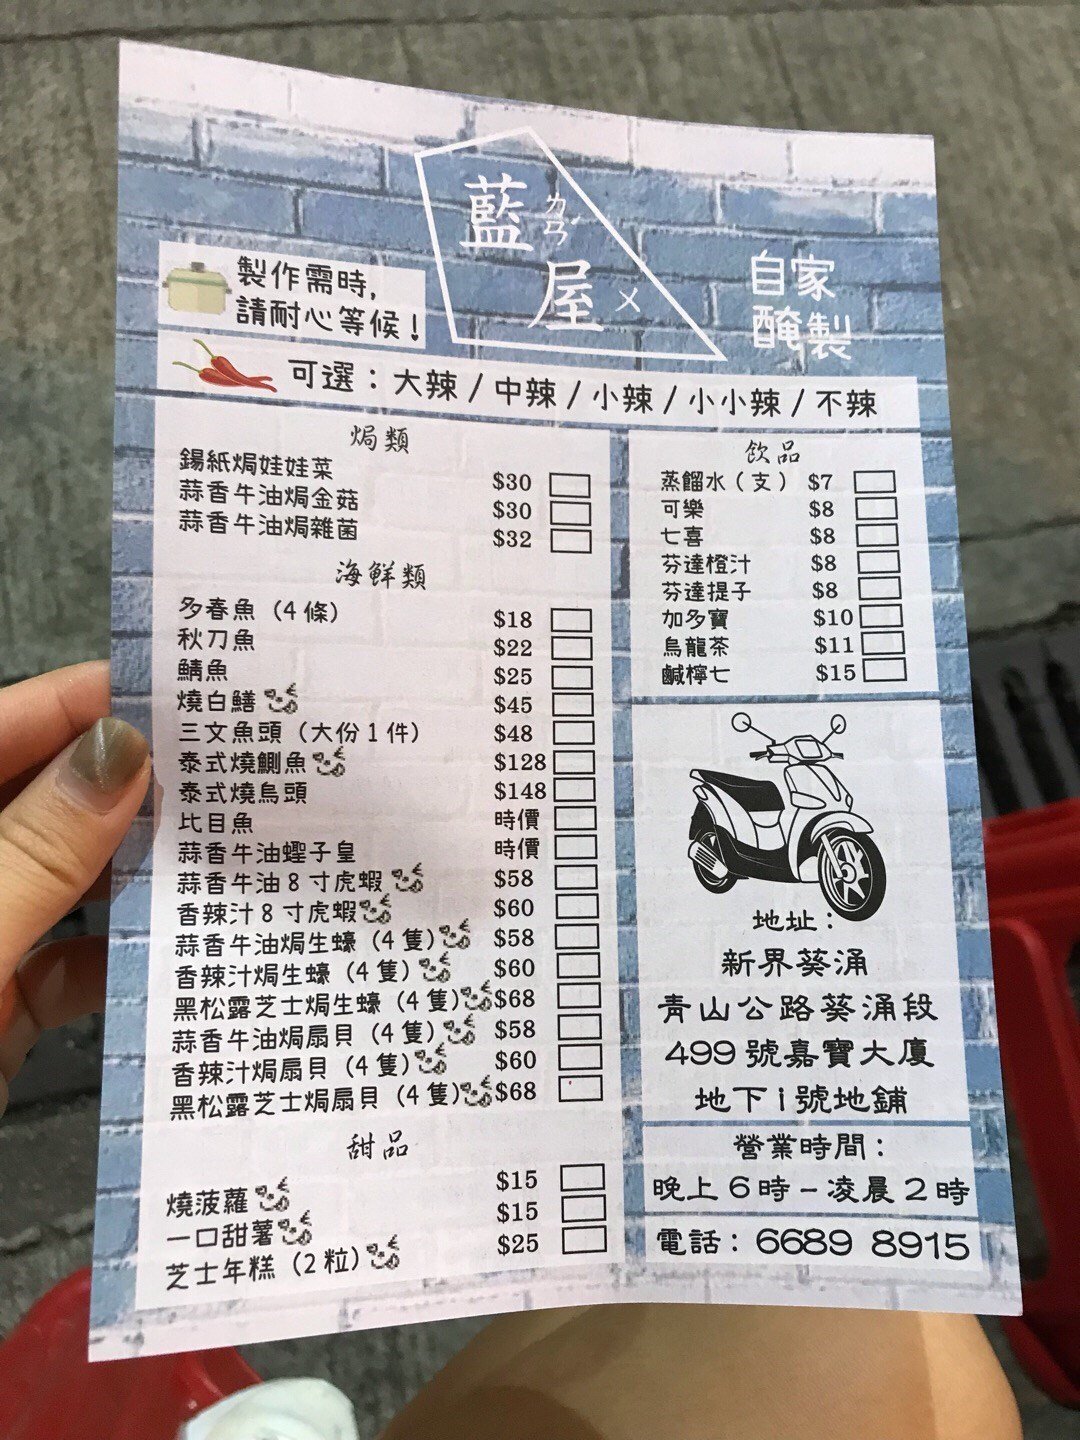 藍ㄌㄢˊ
屋ㄨ
自家
醃製
製作需時,
請耐心等候!
可選：大辣/中辣/小辣/小小辣/不辣
焗類
錫紙焗娃娃菜 $30
蒜香牛油焗金菇 $30
蒜香牛油焗雜菌 $32
海鮮類
多春魚（4條） $18
秋刀魚 $22
鯖魚 $25
燒白鱔 $45
三文魚頭（大份1件） $48
泰式燒鰂魚 $128
泰式燒烏頭 $148
比目魚 時價
蒜香牛油蟶子皇 時價
蒜香牛油8寸虎蝦 $58
香辣汁8寸虎蝦 $60
蒜香牛油焗生蠔（4隻） $58
香辣汁焗生蠔（4隻） $60
黑松露芝士焗生蠔（4隻） $68
蒜香牛油焗扇貝（4隻） $58
香辣汁焗扇貝（4隻） $60
黑松露芝士焗扇貝（4隻） $68
甜品
燒菠蘿 $15
一口甜薯 $15
芝士年糕（2粒） $25
飲品
蒸餾水（支） $7
可樂 $8
七喜 $8
芬達橙汁 $8
芬達提子 $8
加多寶 $10
烏龍茶 $11
鹹檸七 $15
地址：
新界葵涌
青山公路葵涌段
499號嘉寶大廈
地下1號地鋪
營業時間：
晚上6時-凌晨2時
電話：6689 8915